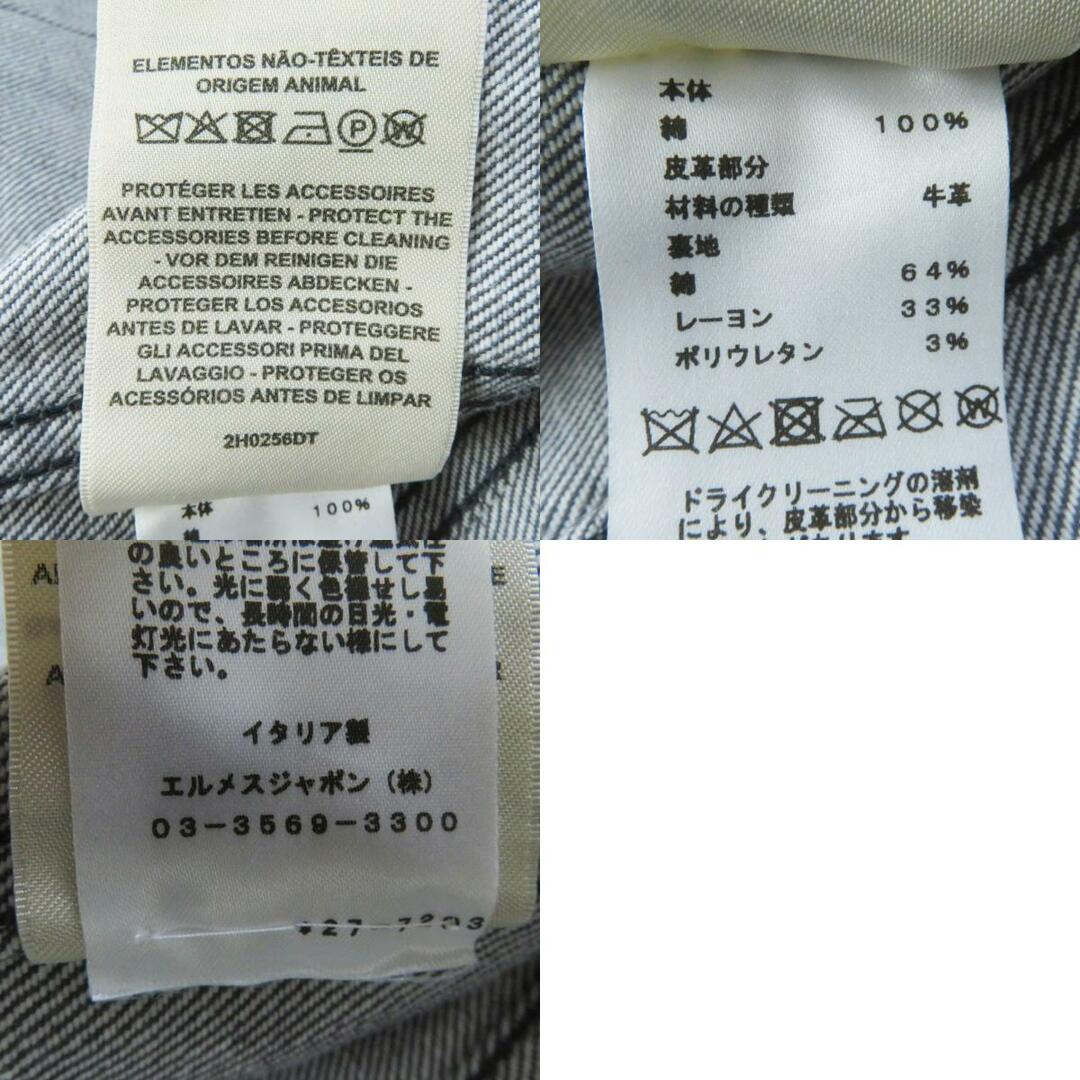 ELEMENTOS NÃO-TÊXTEIS DE
ORIGEM ANIMAL
P
W
PROTÉGER LES ACCESSOIRES
AVANT ENTRETIEN - PROTECT THE
ACCESSORIES BEFORE CLEANING
- VOR DEM REINIGEN DIE
ACCESSOIRES ABDECKEN -
PROTEGER LOS ACCESORIOS
ANTES DE LAVAR - PROTEGGERE
GLI ACCESSORI PRIMA DEL
LAVAGGIO - PROTEGER OS
ACESSÓRIOS ANTES DE LIMPAR
2H0256DT
本体 100%
本体
綿 100%
皮革部分
材料の種類 牛革
裏地
綿 64%
レーヨン 33%
ポリウレタン 3%
W
ドライクリーニングの溶剤
により、皮革部分から移染
の良いところに保管して下
さい。光に弱く色褪せし易
いので、長時間の日光・電
灯光にあたらない様にして
下さい。
イタリア製
エルメスジャポン(株)
03-3569-3300